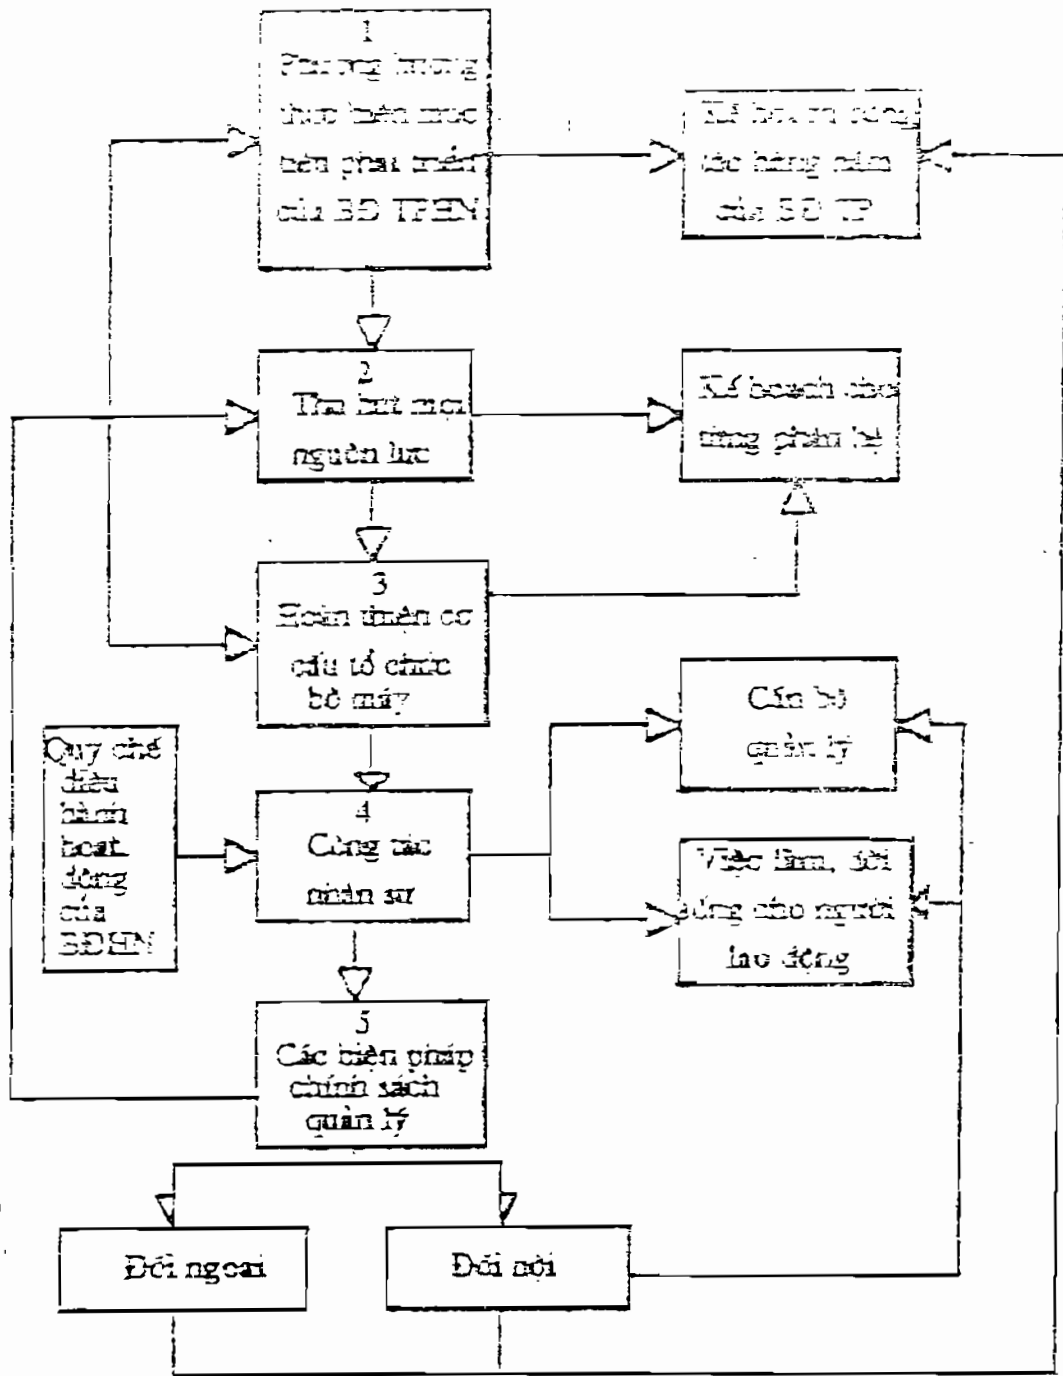 1
Phương hướng
thực hiện mục
tiêu phát triển
của BĐ TPHN
Kế hoạch công
tác hàng năm
của BĐ TP
2
Thu hút mọi
nguồn lực
Kế hoạch cho
từng phân hệ
3
Hoàn thiện cơ
cấu tổ chức
bộ máy
Cán bộ
quản lý
Quy chế
điều
hành
hoạt
động
của
BĐHN
4
Công tác
nhân sự
Việc làm, đời
sống cho người
lao động
5
Các biện pháp
chính sách
quản lý
Đối ngoại
Đối nội